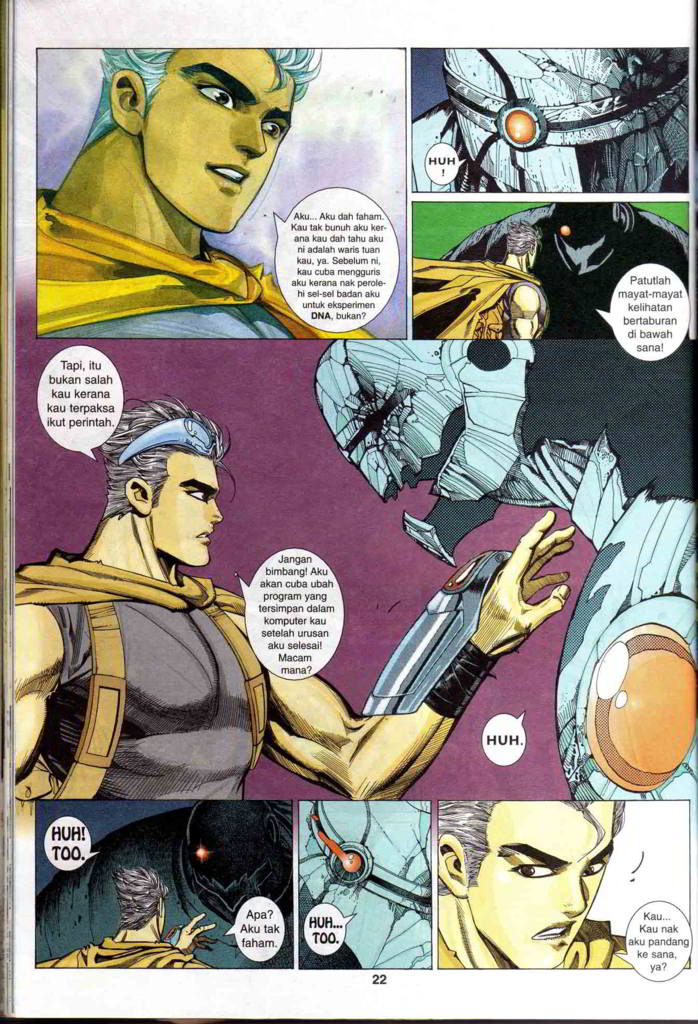 Aku... Aku dah faham.
Kau tak bunuh aku ker-
ana kau dah tahu aku
ni adalah waris tuan
kau, ya. Sebelum ni,
kau cuba mengguris
aku kerana nak perole-
hi sel-sel badan aku
untuk eksperimen
DNA, bukan?
HUH
!
Patutlah
mayat-mayat
kelihatan
bertaburan
di bawah
sana!
Tapi, itu
bukan salah
kau kerana
kau terpaksa
ikut perintah.
Jangan
bimbang! Aku
akan cuba ubah
program yang
tersimpan dalam
komputer kau
setelah urusan
aku selesai!
Macam
mana?
HUH.
HUH!
TOO.
Apa?
Aku tak
faham.
HUH...
TOO.
Kau...
Kau nak
aku pandang
ke sana,
ya?
22